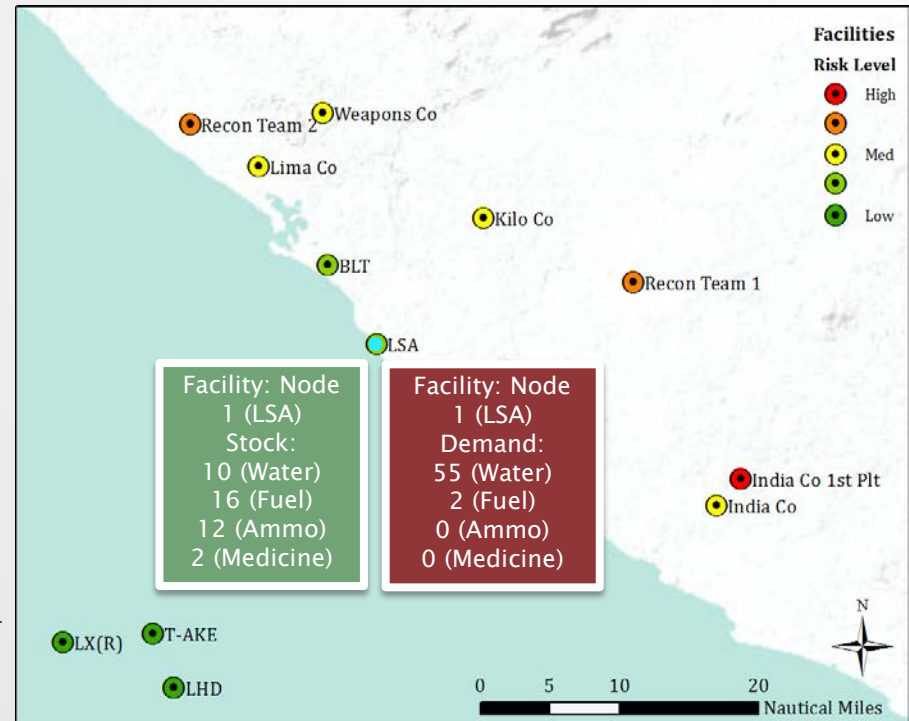 Facilities
Risk Level
High
Med
Low
Weapons Co
Recon Team 2
Lima Co
Kilo Co
BLT
Recon Team 1
LSA
Facility: Node
1 (LSA)
Stock:
10 (Water)
16 (Fuel)
12 (Ammo)
2 (Medicine)
Facility: Node
1 (LSA)
Demand:
55 (Water)
2 (Fuel)
0 (Ammo)
0 (Medicine)
India Co 1st Plt
India Co
N
T-AKE
LX(R)
LHD
0 5 10 20
Nautical Miles